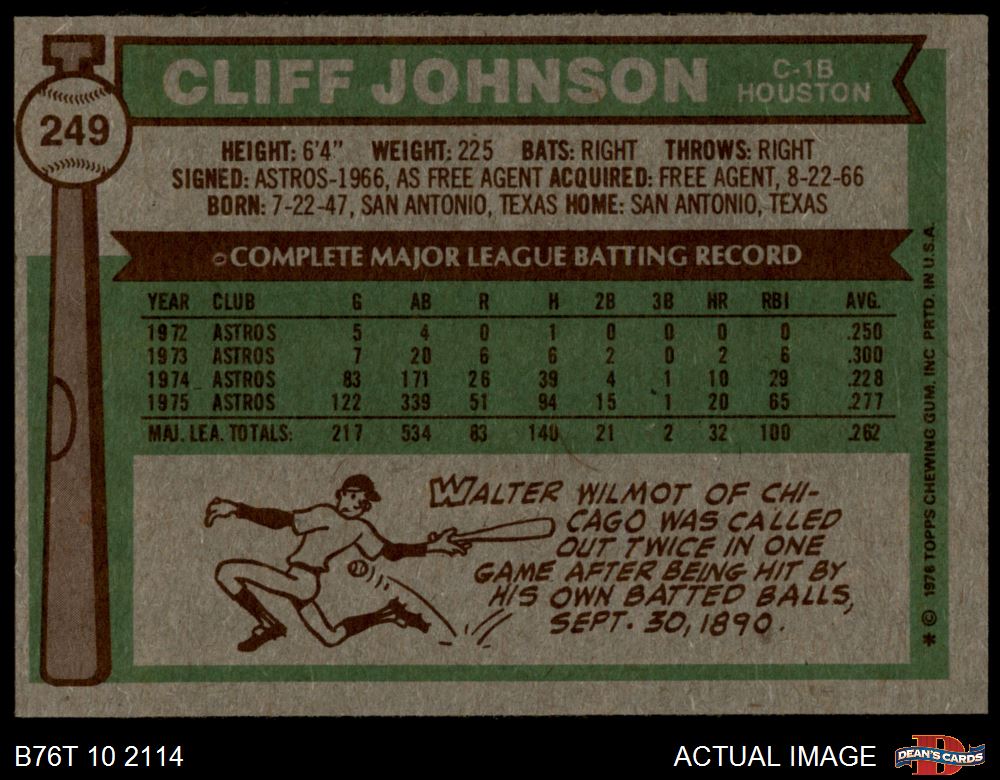 249
CLIFF JOHNSON
C-1B
HOUSTON
HEIGHT: 6'4" WEIGHT: 225 BATS: RIGHT THROWS: RIGHT
SIGNED: ASTROS-1966, AS FREE AGENT ACQUIRED: FREE AGENT, 8-22-66
BORN: 7-22-47, SAN ANTONIO, TEXAS HOME: SAN ANTONIO, TEXAS
COMPLETE MAJOR LEAGUE BATTING RECORD
YEAR CLUB G AB R H 2B 3B HR RBI AVG.
1972 ASTROS 5 4 0 1 0 0 0 0 .250
1973 ASTROS 7 20 6 6 2 0 2 6 .300
1974 ASTROS 83 171 26 39 4 1 10 29 .228
1975 ASTROS 122 339 51 94 15 1 20 65 .277
MAJ. LEA. TOTALS: 217 534 83 140 21 2 32 100 .262
WALTER WILMOT OF CHI-
CAGO WAS CALLED
OUT TWICE IN ONE
GAME AFTER BEING HIT BY
HIS OWN BATTED BALLS,
SEPT. 30, 1890.
* © 1976 TOPPS CHEWING GUM, INC PRTD. IN U.S.A.
B76T 10 2114
ACTUAL IMAGE
D
DEAN'S CARDS